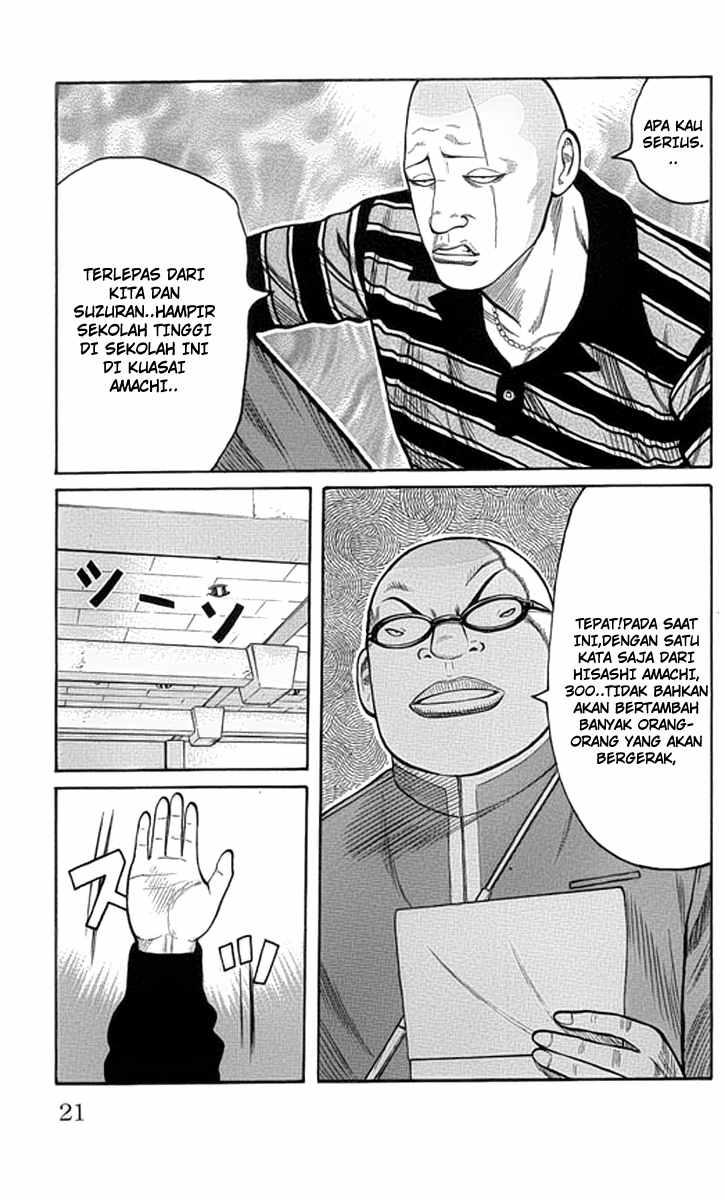 APA KAU
SERIUS.
. .
TERLEPAS DARI
KITA DAN
SUZURAN..HAMPIR
SEKOLAH TINGGI
DI SEKOLAH INI
DI KUASAI
AMACHI..
TEPAT!PADA SAAT
INI,DENGAN SATU
KATA SAJA DARI
HISASHI AMACHI,
300..TIDAK BAHKAN
AKAN BERTAMBAH
BANYAK ORANG-
ORANG YANG AKAN
BERGERAK,
ツーン
スッ
21